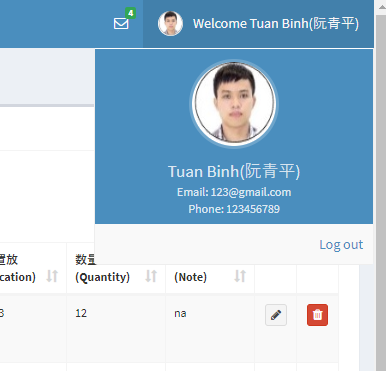 4
Welcome Tuan Binh(阮青平)
Tuan Binh(阮青平)
Email: 123@gmail.com
Phone: 123456789
Log out
置放 数量
cation) (Quantity) (Note)
3 12 na